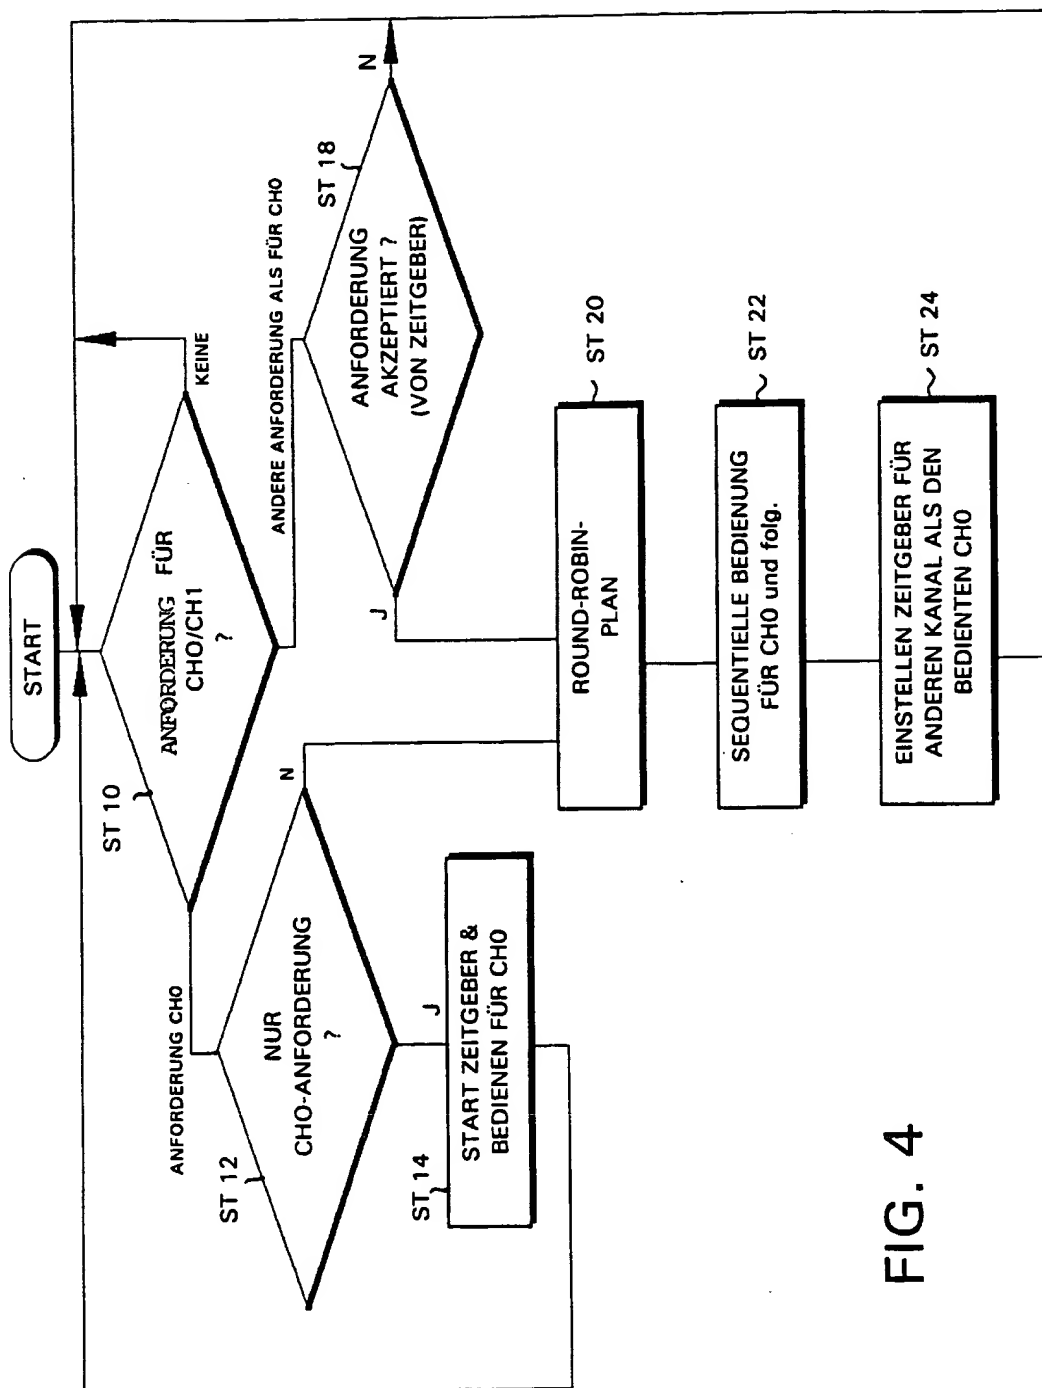 START
ANFORDERUNG FÜR
CH0/CH1
?
ST 10
KEINE
ANFORDERUNG CH0
ANDERE ANFORDERUNG ALS FÜR CH0
NUR
CH0-ANFORDERUNG
?
ST 12
N
J
ANFORDERUNG
AKZEPTIERT ?
(VON ZEITGEBER)
ST 18
N
J
START ZEITGEBER &
BEDIENEN FÜR CH0
ST 14
ROUND-ROBIN-
PLAN
ST 20
SEQUENTIELLE BEDIENUNG
FÜR CH0 und folg.
ST 22
EINSTELLEN ZEITGEBER FÜR
ANDEREN KANAL ALS DEN
BEDIENTEN CH0
ST 24
FIG. 4